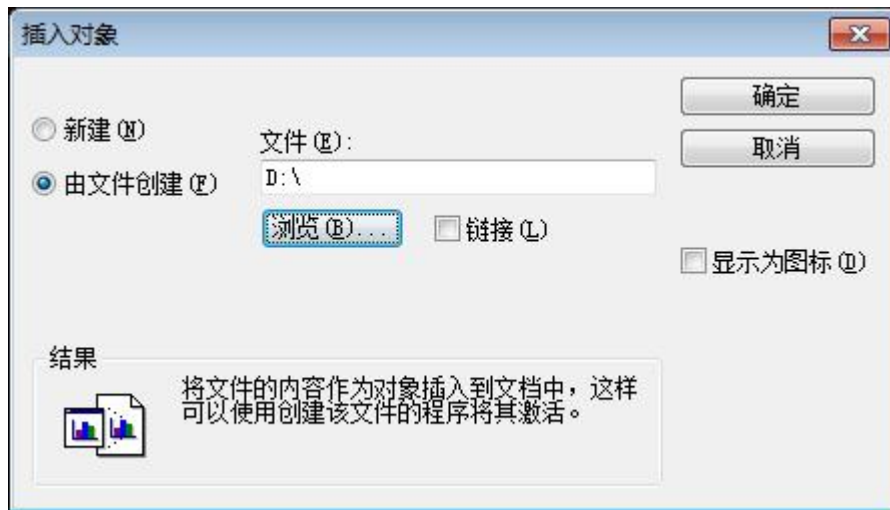 插入对象
确定
新建(N)
文件(E):
取消
由文件创建(F)
D:\
浏览(B)...
链接(L)
显示为图标(D)
结果
将文件的内容作为对象插入到文档中，这样
可以使用创建该文件的程序将其激活。